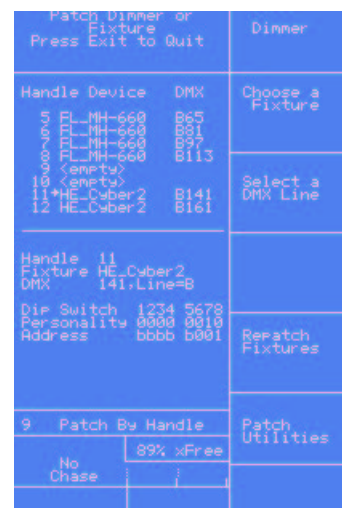 Patch Dimmer or
Fixture
Press Exit to Quit
Dimmer
Handle Device DMX
5 FL_MH-660 B65
6 FL_MH-660 B81
7 FL_MH-660 B97
8 FL_MH-660 B113
9 <empty>
10 <empty>
11*HE_Cyber2 B141
12 HE_Cyber2 B161
Choose a
Fixture
Select a
DMX Line
Handle 11
Fixture HE_Cyber2
DMX 141,Line=B
Dip Switch 1234 5678
Personality 0000 0010
Address bbbb b001
Repatch
Fixtures
9 Patch By Handle
89% xFree
No
Chase
Patch
Utilities